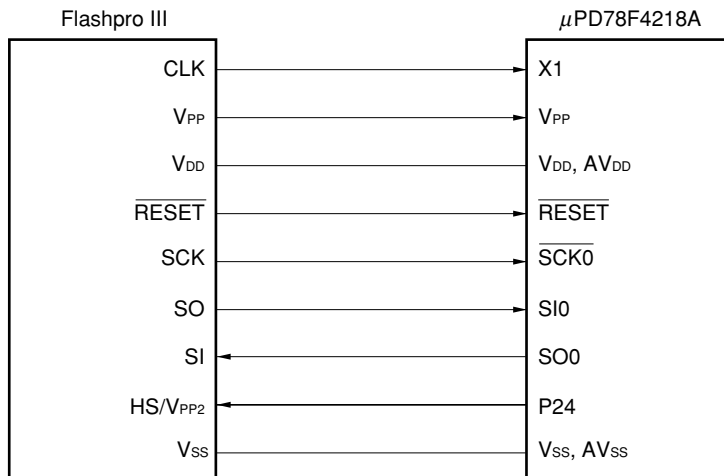 Flashpro III μPD78F4218A
CLK X1
VPP VPP
VDD VDD, AVDD
RESET RESET
SCK SCK0
SO SI0
SI SO0
HS/VPP2 P24
VSS VSS, AVSS